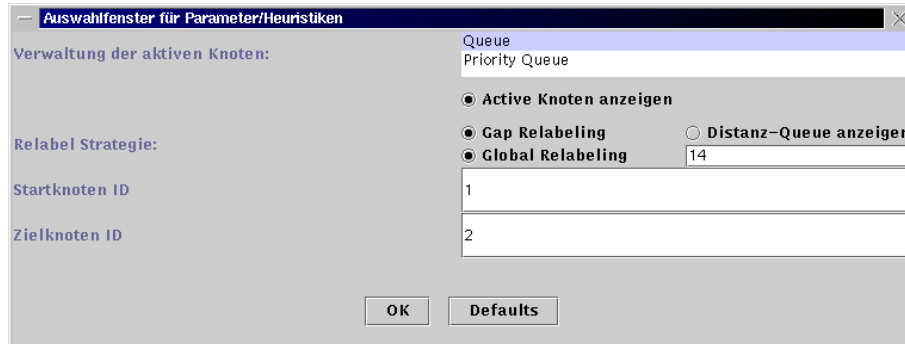 Auswahlfenster für Parameter/Heuristiken
Verwaltung der aktiven Knoten:
Queue
Priority Queue
Active Knoten anzeigen
Relabel Strategie:
Gap Relabeling
Distanz-Queue anzeigen
Global Relabeling
14
Startknoten ID
1
Zielknoten ID
2
OK
Defaults